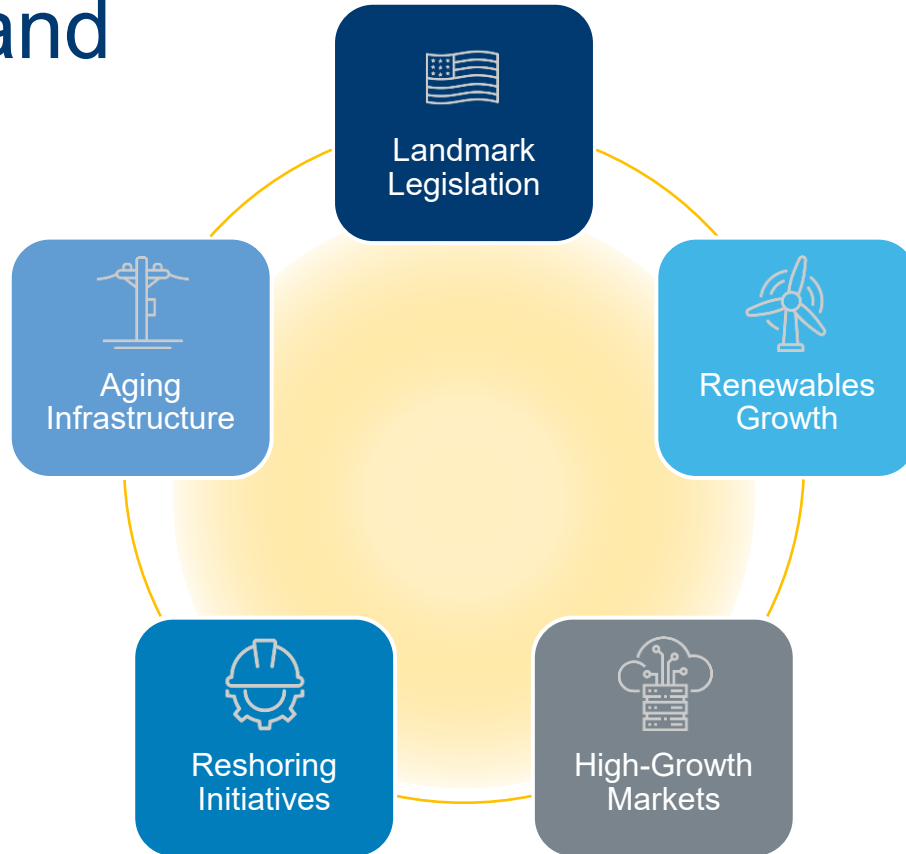 and
Landmark
Legislation
Aging
Infrastructure
Renewables
Growth
Reshoring
Initiatives
High-Growth
Markets